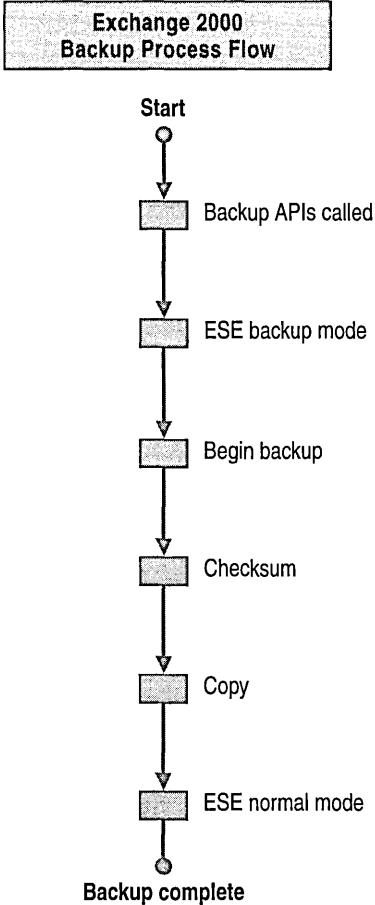 Exchange 2000
Backup Process Flow
Start
Backup APIs called
ESE backup mode
Begin backup
Checksum
Copy
ESE normal mode
Backup complete